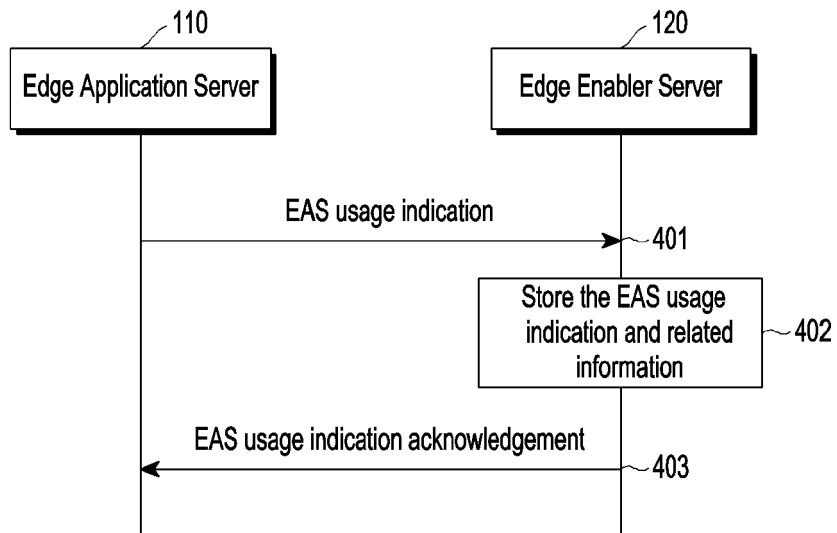 110
120
Edge Application Server
Edge Enabler Server
EAS usage indication
401
Store the EAS usage
indication and related
information
402
EAS usage indication acknowledgement
403